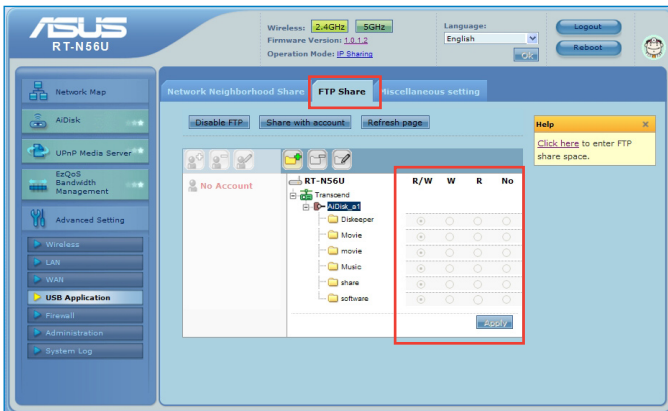 ASUS
RT-N56U
Wireless: 2.4GHz 5GHz
Firmware Version: 1.0.1.2
Operation Mode: IP Sharing
Language:
English
OK
Logout
Reboot
Network Map
AiDisk
UPnP Media Server
EzQoS
Bandwidth
Management
Advanced Setting
Wireless
LAN
WAN
USB Application
Firewall
Administration
System Log
Network Neighborhood Share
FTP Share
Miscellaneous setting
Disable FTP
Share with account
Refresh page
No Account
RT-N56U
R/W W R No
Transcend
AiDisk_a1
Diskeeper
Movie
movie
Music
share
software
Apply
Help X
Click here to enter FTP
share space.